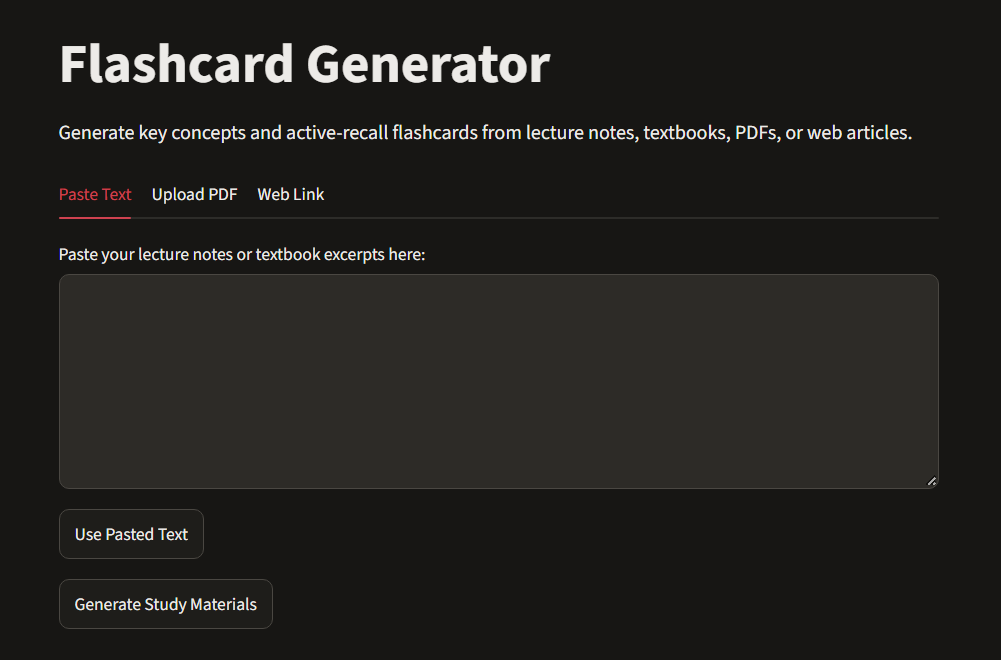 Flashcard Generator
Generate key concepts and active-recall flashcards from lecture notes, textbooks, PDFs, or web articles.
Paste Text Upload PDF Web Link
Paste your lecture notes or textbook excerpts here:
Use Pasted Text
Generate Study Materials